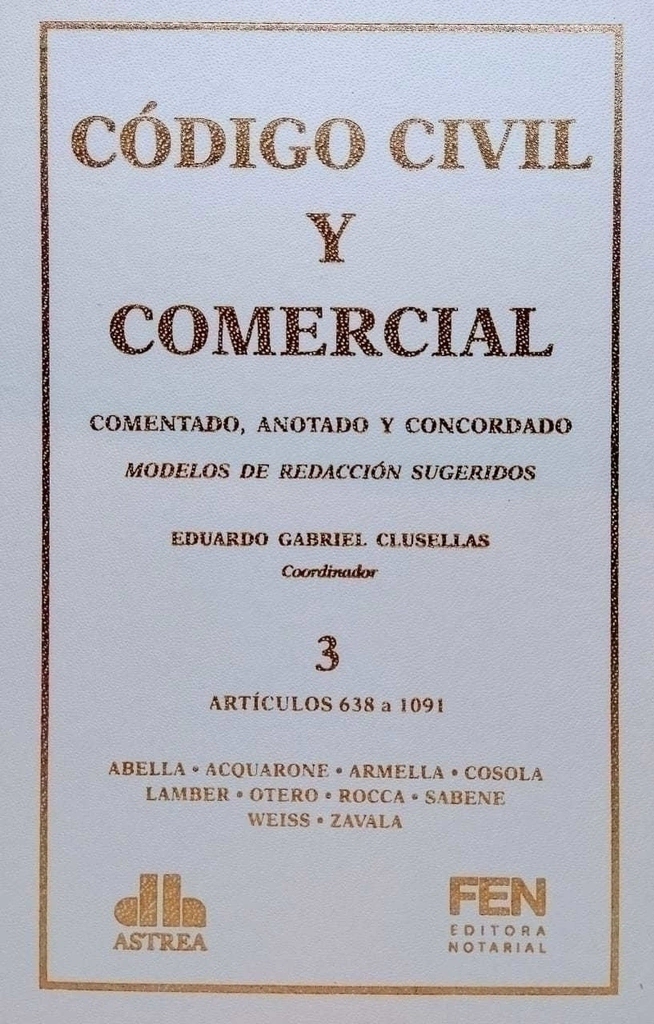 CÓDIGO CIVIL
Y
COMERCIAL
COMENTADO, ANOTADO Y CONCORDADO
MODELOS DE REDACCIÓN SUGERIDOS
EDUARDO GABRIEL CLUSELLAS
Coordinador
3
ARTÍCULOS 638 a 1091
ABELLA • ACQUARONE • ARMELLA • COSOLA
LAMBER • OTERO • ROCCA • SABENE
WEISS • ZAVALA
ASTREA
FEN
EDITORA
NOTARIAL